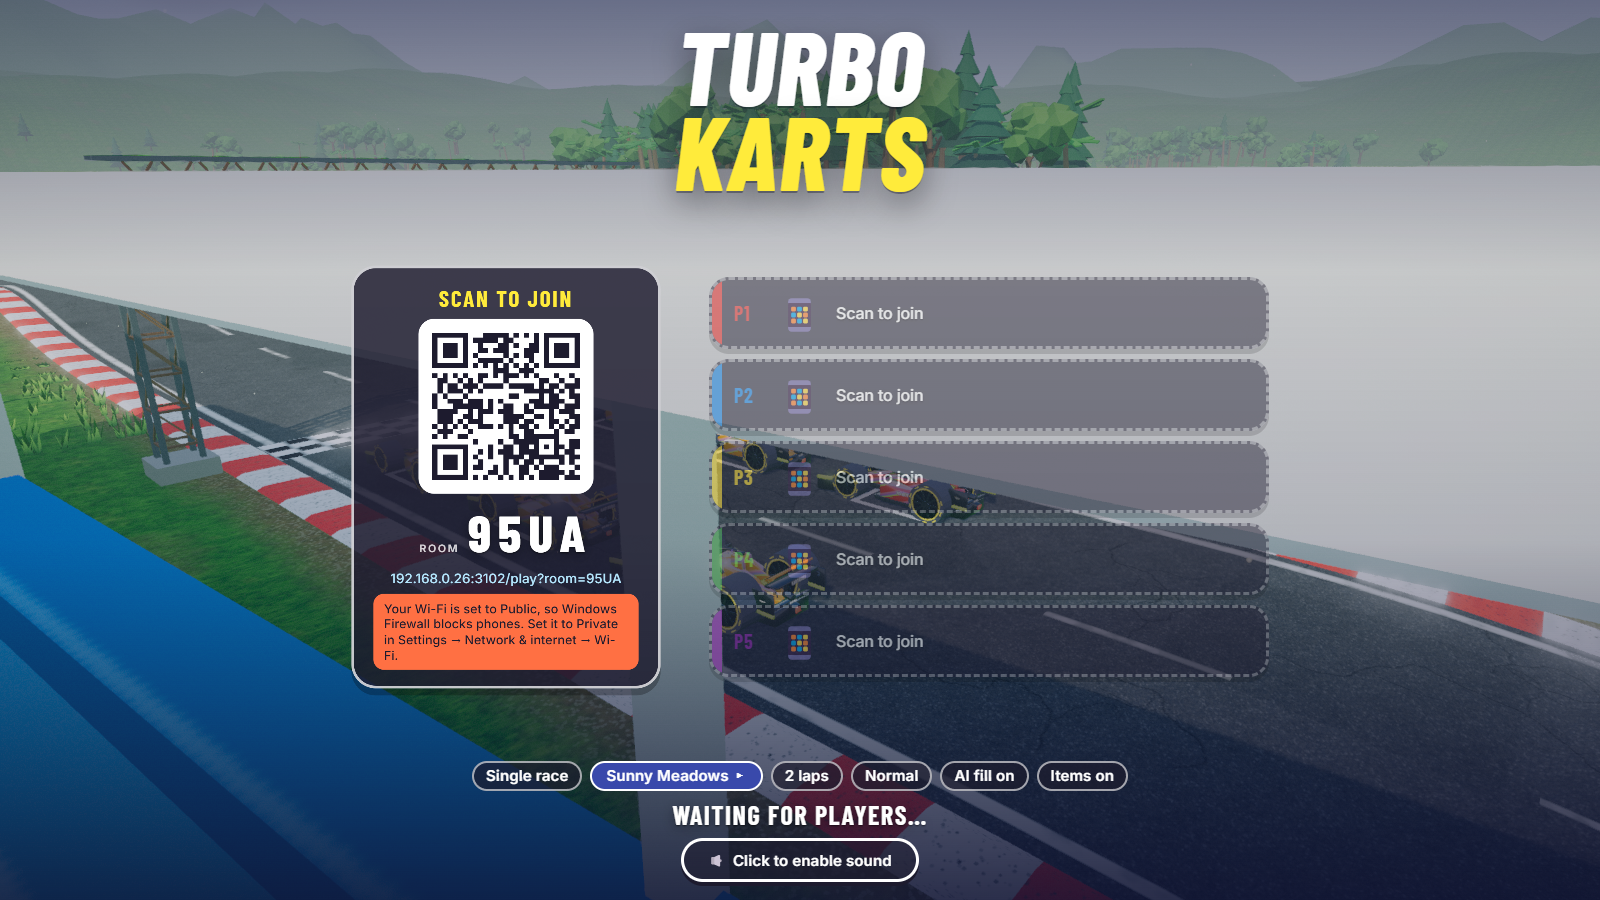 TURBO
KARTS
SCAN TO JOIN
ROOM 95UA
192.168.0.26:3102/play?room=95UA
Your Wi-Fi is set to Public, so Windows
Firewall blocks phones. Set it to Private
in Settings → Network & internet → Wi-
Fi.
P1 Scan to join
P2 Scan to join
P3 Scan to join
P4 Scan to join
P5 Scan to join
Single race Sunny Meadows ▸ 2 laps Normal AI fill on Items on
WAITING FOR PLAYERS...
Click to enable sound